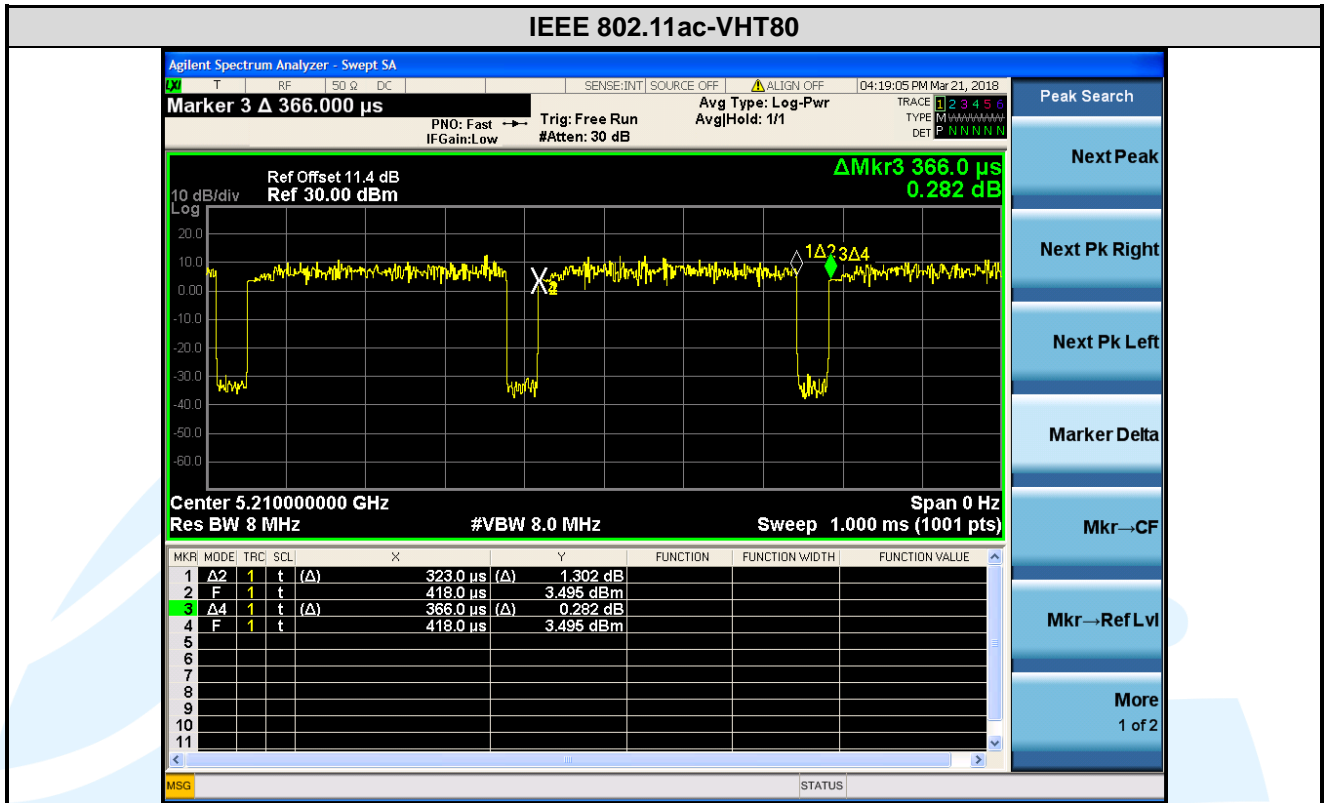 IEEE 802.11ac-VHT80
Agilent Spectrum Analyzer - Swept SA
LXI T RF 50 Ω DC SENSE:INT SOURCE OFF ALIGN OFF 04:19:05 PM Mar 21, 2018
Marker 3 Δ 366.000 µs
PNO: Fast
IFGain:Low
Trig: Free Run
#Atten: 30 dB
Avg Type: Log-Pwr
Avg|Hold: 1/1
TRACE 1 2 3 4 5 6
TYPE M W W W W W
DET P N N N N N
ΔMkr3 366.0 µs
0.282 dB
Ref Offset 11.4 dB
10 dB/div Ref 30.00 dBm
Log
20.0
10.0
0.00
-10.0
-20.0
-30.0
-40.0
-50.0
-60.0
1Δ2 3Δ4
Center 5.210000000 GHz Span 0 Hz
Res BW 8 MHz #VBW 8.0 MHz Sweep 1.000 ms (1001 pts)
MKR MODE TRC SCL X Y FUNCTION FUNCTION WIDTH FUNCTION VALUE
1 Δ2 1 t (Δ) 323.0 µs (Δ) 1.302 dB
2 F 1 t 418.0 µs 3.495 dBm
3 Δ4 1 t (Δ) 366.0 µs (Δ) 0.282 dB
4 F 1 t 418.0 µs 3.495 dBm
5
6
7
8
9
10
11
MSG STATUS
Peak Search
Next Peak
Next Pk Right
Next Pk Left
Marker Delta
Mkr→CF
Mkr→Ref Lvl
More
1 of 2